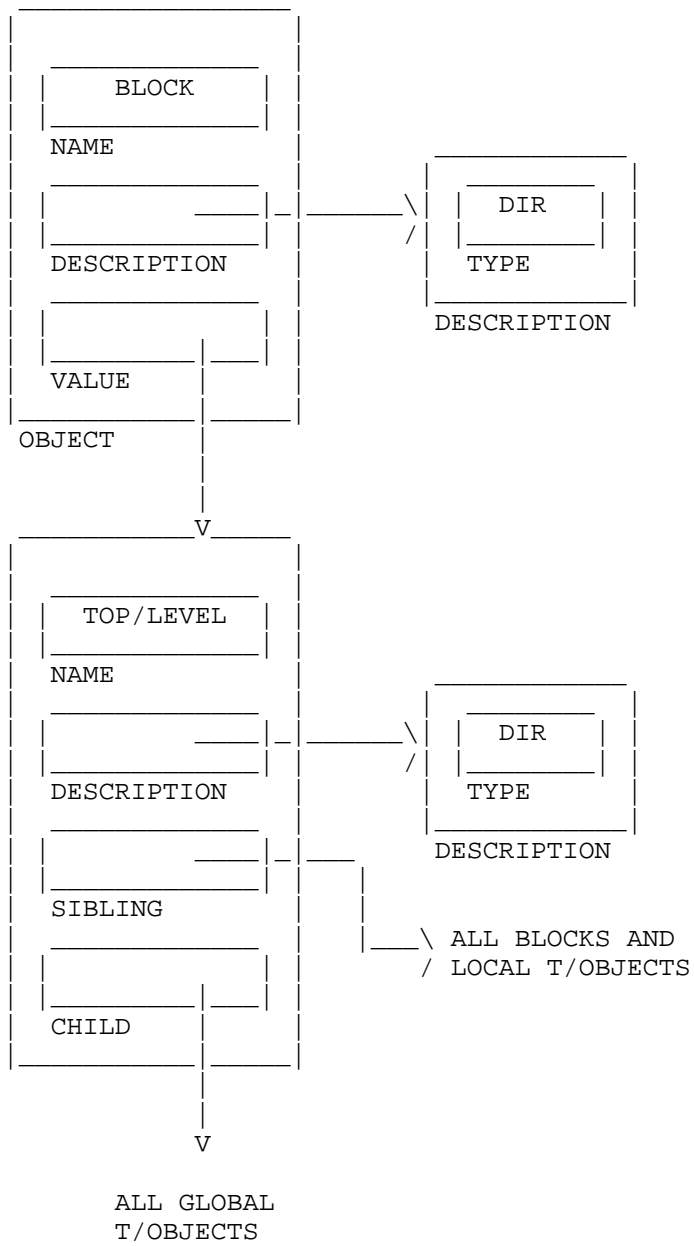 BLOCK
NAME
DIR
DESCRIPTION
TYPE
DESCRIPTION
VALUE
OBJECT
TOP/LEVEL
NAME
DIR
DESCRIPTION
TYPE
DESCRIPTION
SIBLING
ALL BLOCKS AND
LOCAL T/OBJECTS
CHILD
ALL GLOBAL
T/OBJECTS